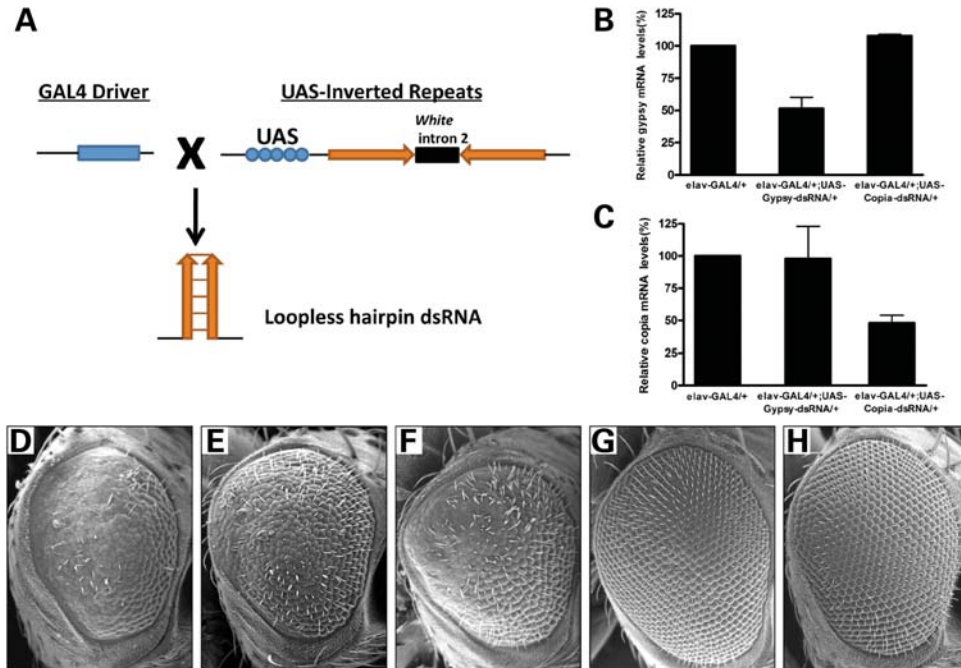 A
GAL4 Driver
UAS-Inverted Repeats
White
intron 2
UAS
X
Loopless hairpin dsRNA
B
Relative gypsy mRNA levels(%)
125
100
75
50
25
0
elav-GAL4/+
elav-GAL4/+;UAS-
Gypsy-dsRNA/+
elav-GAL4/+;UAS-
Copia-dsRNA/+
C
Relative copia mRNA levels(%)
125
100
75
50
25
0
elav-GAL4/+
elav-GAL4/+;UAS-
Gypsy-dsRNA/+
elav-GAL4/+;UAS-
Copia-dsRNA/+
D
E
F
G
H